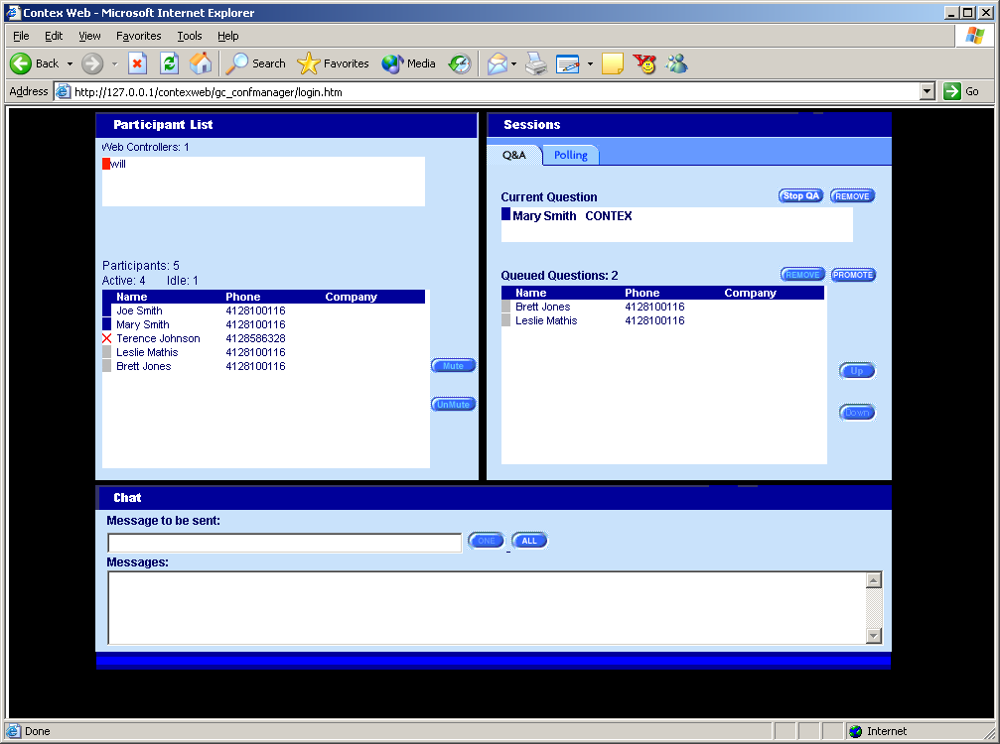 Contex Web - Microsoft Internet Explorer
File Edit View Favorites Tools Help
Back Search Favorites Media
Address http://127.0.0.1/contexweb/gc_confmanager/login.htm Go
Participant List
Web Controllers: 1
will
Participants: 5
Active: 4 Idle: 1
Name Phone Company
Joe Smith 4128100116
Mary Smith 4128100116
Terence Johnson 4128586328
Leslie Mathis 4128100116
Brett Jones 4128100116
Mute
UnMute
Sessions
Q&A Polling
Current Question Stop QA REMOVE
Mary Smith CONTEX
Queued Questions: 2 REMOVE PROMOTE
Name Phone Company
Brett Jones 4128100116
Leslie Mathis 4128100116
Up
Down
Chat
Message to be sent:
ONE ALL
Messages:
Done Internet